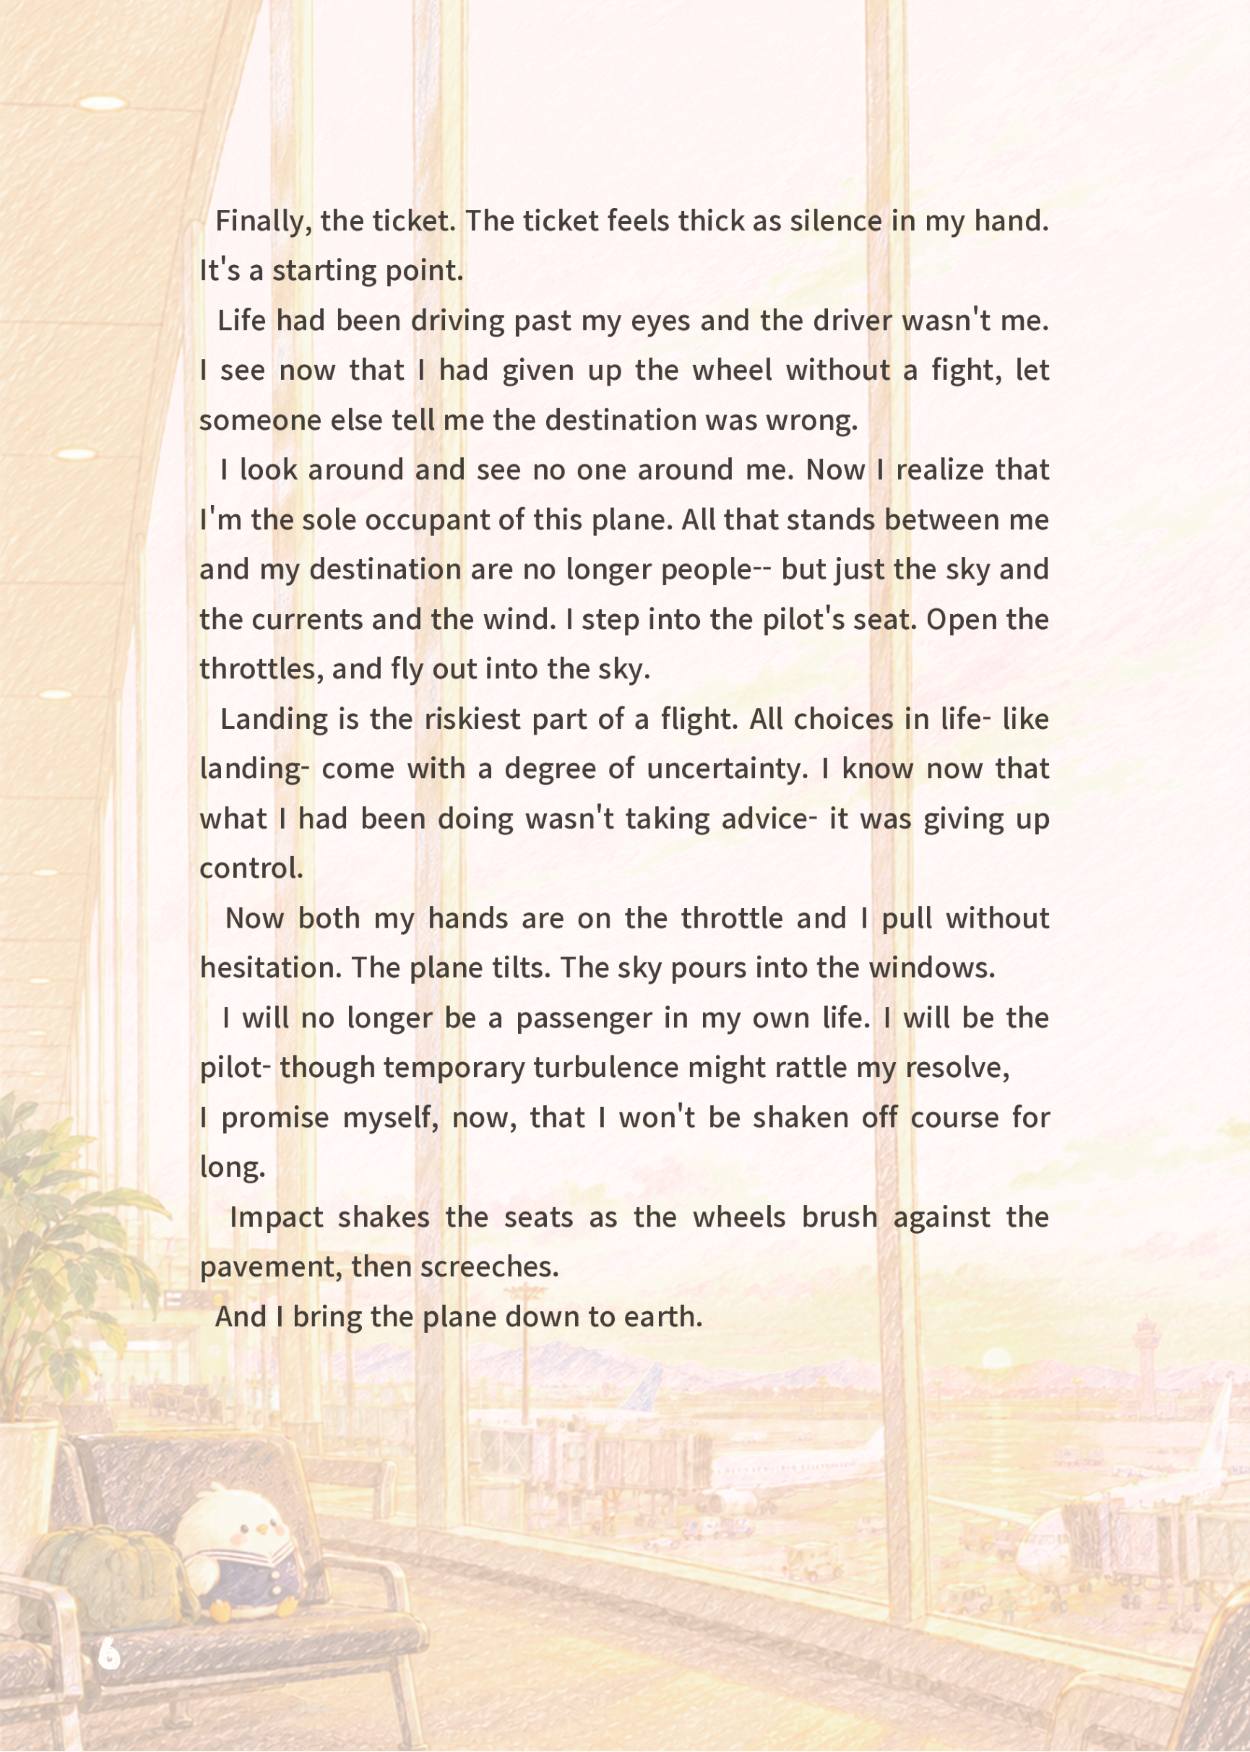 Finally, the ticket. The ticket feels thick as silence in my hand.
It's a starting point.
Life had been driving past my eyes and the driver wasn't me.
I see now that I had given up the wheel without a fight, let
someone else tell me the destination was wrong.
I look around and see no one around me. Now I realize that
I'm the sole occupant of this plane. All that stands between me
and my destination are no longer people-- but just the sky and
the currents and the wind. I step into the pilot's seat. Open the
throttles, and fly out into the sky.
Landing is the riskiest part of a flight. All choices in life- like
landing- come with a degree of uncertainty. I know now that
what I had been doing wasn't taking advice- it was giving up
control.
Now both my hands are on the throttle and I pull without
hesitation. The plane tilts. The sky pours into the windows.
I will no longer be a passenger in my own life. I will be the
pilot- though temporary turbulence might rattle my resolve,
I promise myself, now, that I won't be shaken off course for
long.
Impact shakes the seats as the wheels brush against the
pavement, then screeches.
And I bring the plane down to earth.
6